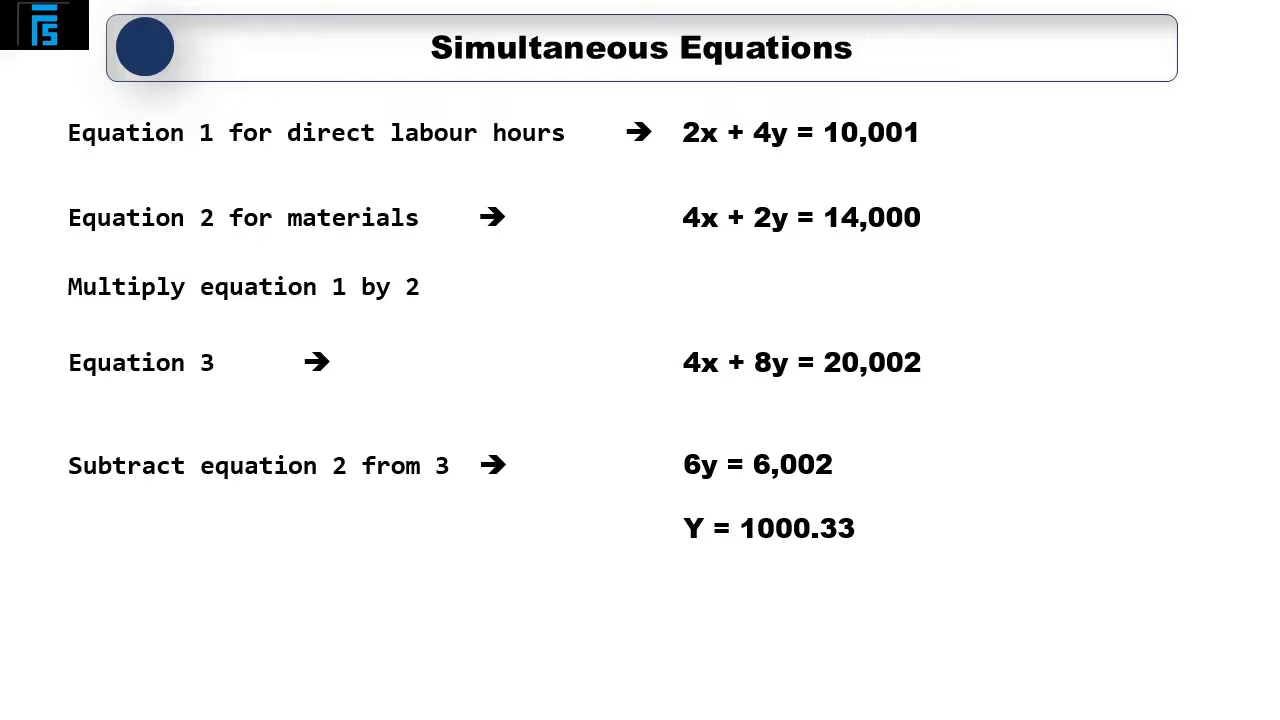 Simultaneous Equations
Equation 1 for direct labour hours ➔ 2x + 4y = 10,001
Equation 2 for materials ➔ 4x + 2y = 14,000
Multiply equation 1 by 2
Equation 3 ➔ 4x + 8y = 20,002
Subtract equation 2 from 3 ➔ 6y = 6,002
Y = 1000.33